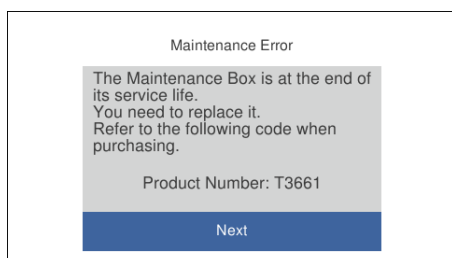 Maintenance Error
The Maintenance Box is at the end of
its service life.
You need to replace it.
Refer to the following code when
purchasing.
Product Number: T3661
Next